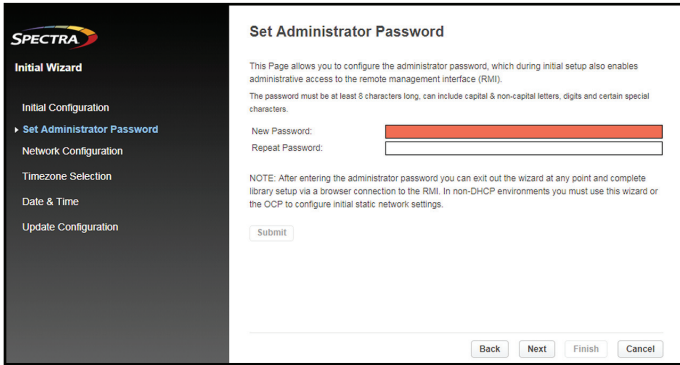 SPECTRA
Initial Wizard
Initial Configuration
Set Administrator Password
Network Configuration
Timezone Selection
Date & Time
Update Configuration
Set Administrator Password
This Page allows you to configure the administrator password, which during initial setup also enables
administrative access to the remote management interface (RMI).
The password must be at least 8 characters long, can include capital & non-capital letters, digits and certain special
characters.
New Password:
Repeat Password:
NOTE: After entering the administrator password you can exit out the wizard at any point and complete
library setup via a browser connection to the RMI. In non-DHCP environments you must use this wizard or
the OCP to configure initial static network settings.
Submit
Back Next Finish Cancel